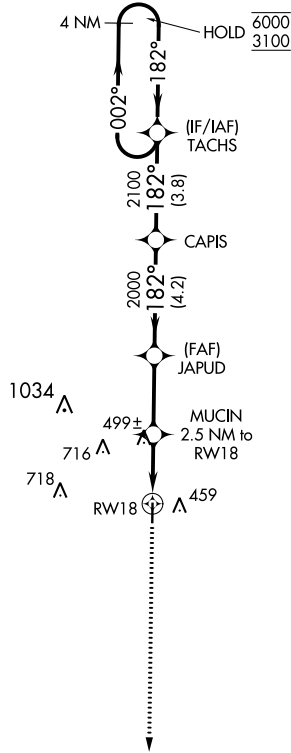 4 NM
HOLD
6000
3100
002°
182°
(IF/IAF)
TACHS
2100
182°
(3.8)
CAPIS
2000
182°
(4.2)
(FAF)
JAPUD
1034
499±
MUCIN
2.5 NM to
RW18
716
718
RW18
459